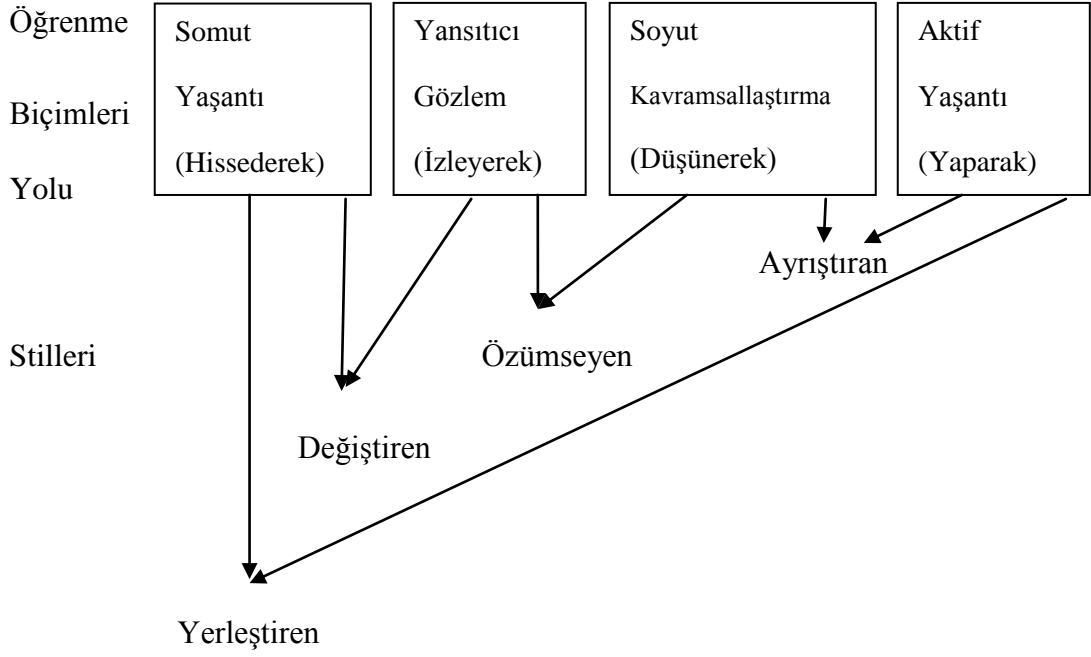 Öğrenme
Biçimleri
Yolu
Somut
Yaşantı
(Hissederek)
Yansıtıcı
Gözlem
(İzleyerek)
Soyut
Kavramsallaştırma
(Düşünerek)
Aktif
Yaşantı
(Yaparak)
Ayrıştıran
Stilleri
Özümseyen
Değiştiren
Yerleştiren